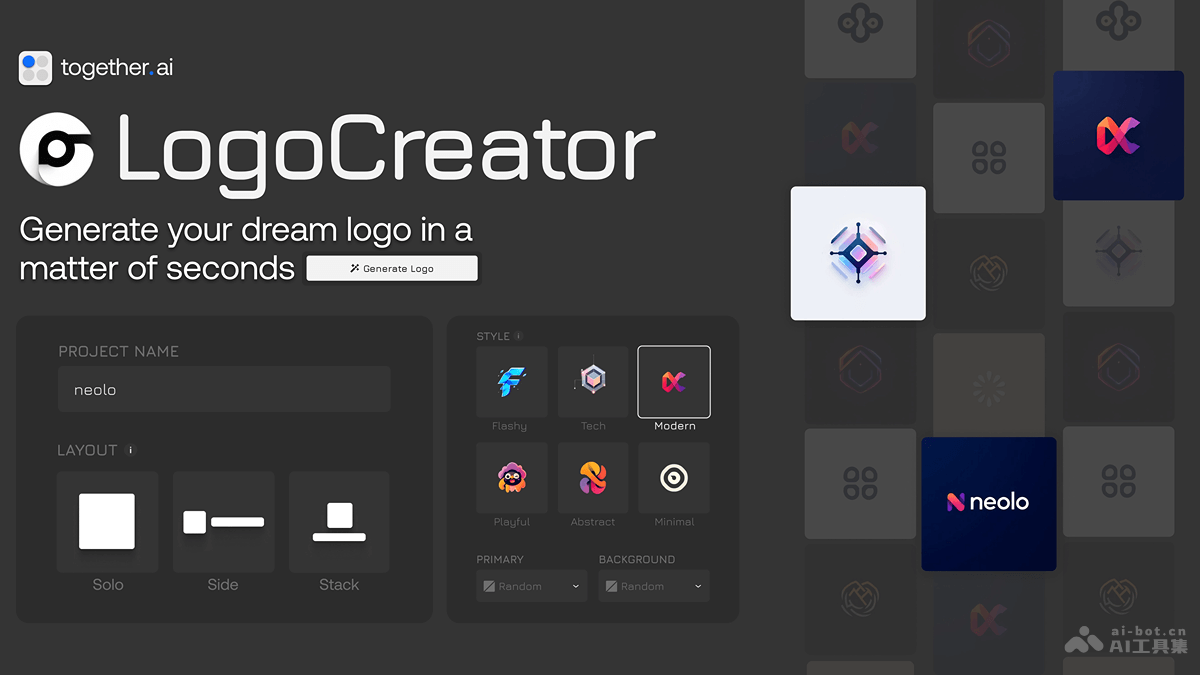 together.ai
LogoCreator
Generate your dream logo in a
matter of seconds
Generate Logo
PROJECT NAME
neolo
LAYOUT i
Solo Side Stack
STYLE i
Flashy Tech Modern
Playful Abstract Minimal
PRIMARY BACKGROUND
Random Random
neolo
ai-bot.cn
AI工具集